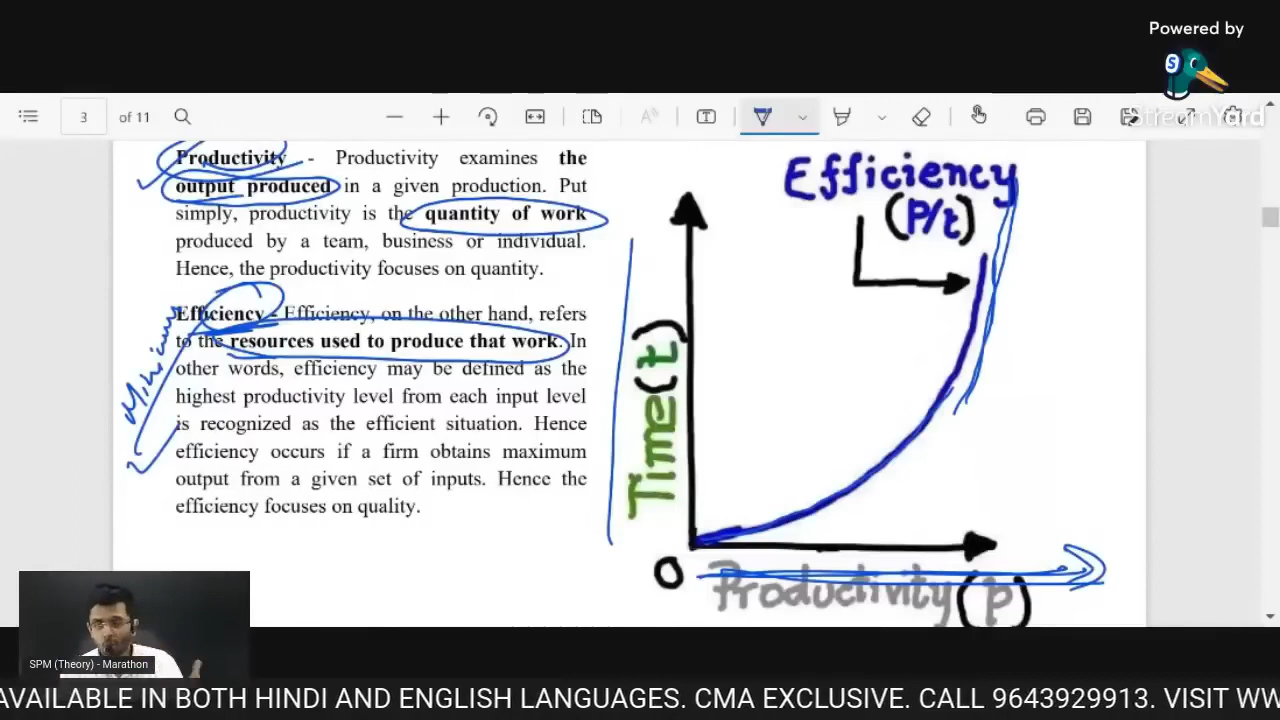 Powered by
S
StreamYard
3 of 11
Productivity - Productivity examines the
output produced in a given production. Put
simply, productivity is the quantity of work
produced by a team, business or individual.
Hence, the productivity focuses on quantity.
Efficiency - Efficiency, on the other hand, refers
to the resources used to produce that work. In
other words, efficiency may be defined as the
highest productivity level from each input level
is recognized as the efficient situation. Hence
efficiency occurs if a firm obtains maximum
output from a given set of inputs. Hence the
efficiency focuses on quality.
Efficiency
(P/t)
Time(t)
0
Productivity (p)
SPM (Theory) - Marathon
AVAILABLE IN BOTH HINDI AND ENGLISH LANGUAGES. CMA EXCLUSIVE. CALL 9643929913. VISIT WW